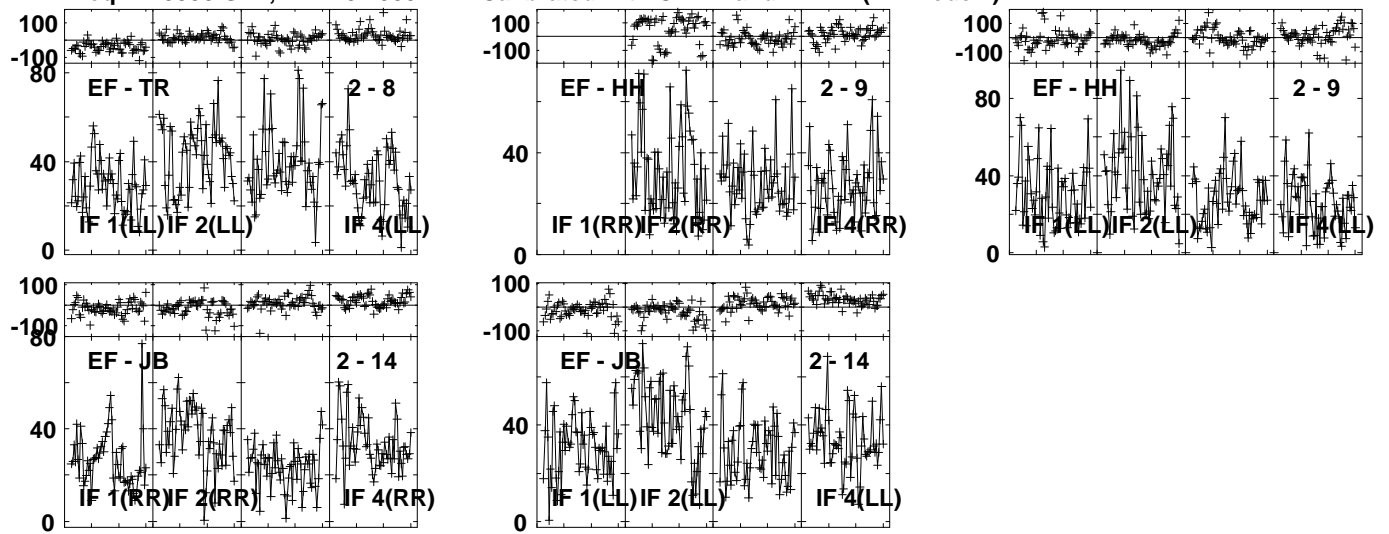 100
-100
80
EF - TR 2 - 8
40
IF 1(LL) IF 2(LL) IF 4(LL)
0
100
-100
EF - HH 2 - 9
40
IF 1(RR) IF 2(RR) IF 4(RR)
0
100
-100
80
EF - HH 2 - 9
40
IF 1(LL) IF 2(LL) IF 4(LL)
0
100
-100
80
EF - JB 2 - 14
40
IF 1(RR) IF 2(RR) IF 4(RR)
0
100
-100
EF - JB 2 - 14
40
IF 1(LL) IF 2(LL) IF 4(LL)
0